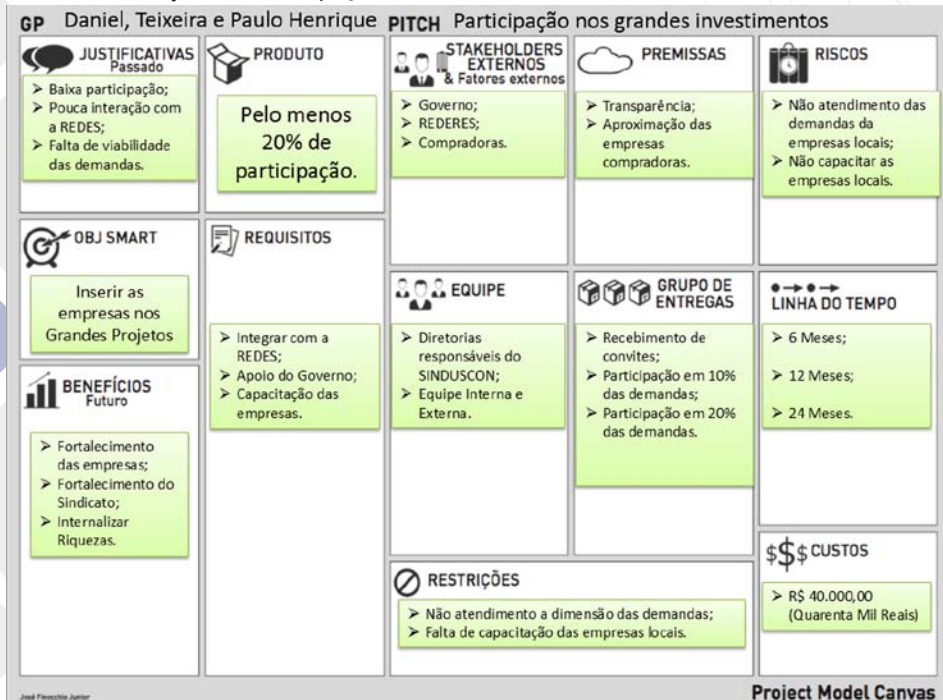 GP Daniel, Teixeira e Paulo Henrique PITCH Participação nos grandes investimentos
JUSTIFICATIVAS
Passado
➢ Baixa participação;
➢ Pouca interação com
a REDES;
➢ Falta de viabilidade
das demandas.
PRODUTO
Pelo menos
20% de
participação.
STAKEHOLDERS
EXTERNOS
& Fatores externos
➢ Governo;
➢ REDERES;
➢ Compradoras.
PREMISSAS
➢ Transparência;
➢ Aproximação das
empresas
compradoras.
RISCOS
➢ Não atendimento das
demandas da
empresas locais;
➢ Não capacitar as
empresas locais.
OBJ SMART
Inserir as
empresas nos
Grandes Projetos
REQUISITOS
➢ Integrar com a
REDES;
➢ Apoio do Governo;
➢ Capacitação das
empresas.
EQUIPE
➢ Diretorias
responsáveis do
SINDUSCON;
➢ Equipe Interna e
Externa.
GRUPO DE
ENTREGAS
➢ Recebimento de
convites;
➢ Participação em 10%
das demandas;
➢ Participação em 20%
das demandas.
LINHA DO TEMPO
➢ 6 Meses;
➢ 12 Meses;
➢ 24 Meses.
BENEFÍCIOS
Futuro
➢ Fortalecimento
das empresas;
➢ Fortalecimento do
Sindicato;
➢ Internalizar
Riquezas.
RESTRIÇÕES
➢ Não atendimento a dimensão das demandas;
➢ Falta de capacitação das empresas locais.
$$$ CUSTOS
➢ R$ 40.000,00
(Quarenta Mil Reais)
José Finocchio Junior
Project Model Canvas